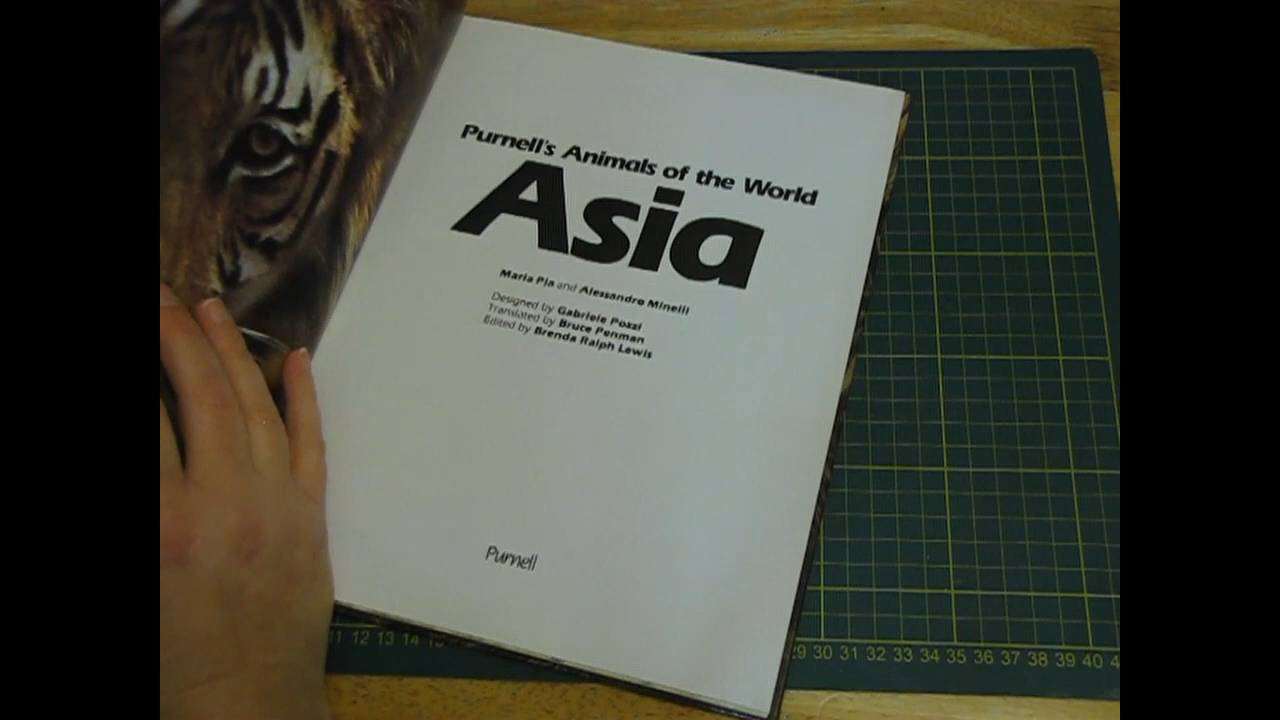 Purnell's Animals of the World
Asia
Maria Pia and Alessandro Minelli
Designed by Gabriele Pozzi
Translated by Bruce Penman
Edited by Brenda Ralph Lewis
Purnell
11 12 13 14 15
29 30 31 32 33 34 35 36 37 38 39 40 4